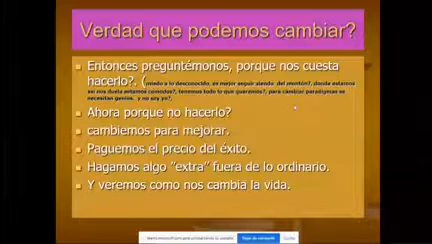 Verdad que podemos cambiar?
Entonces preguntémonos, porque nos cuesta
hacerlo?. (miedo a lo desconocido, es mejor seguir siendo del montón?, donde estamos
así nos duela estamos cómodos?, tenemos todo lo que queremos?, para cambiar paradigmas se
necesitan genios y no soy yo?.
Ahora porque no hacerlo?
cambiemos para mejorar.
Paguemos el precio del éxito.
Hagamos algo ”extra” fuera de lo ordinario.
Y veremos como nos cambia la vida.